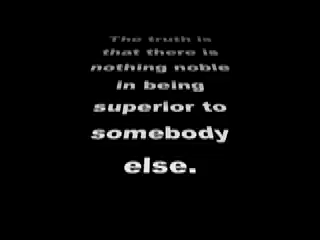 The truth is
that there is
nothing noble
in being
superior to
somebody
else.